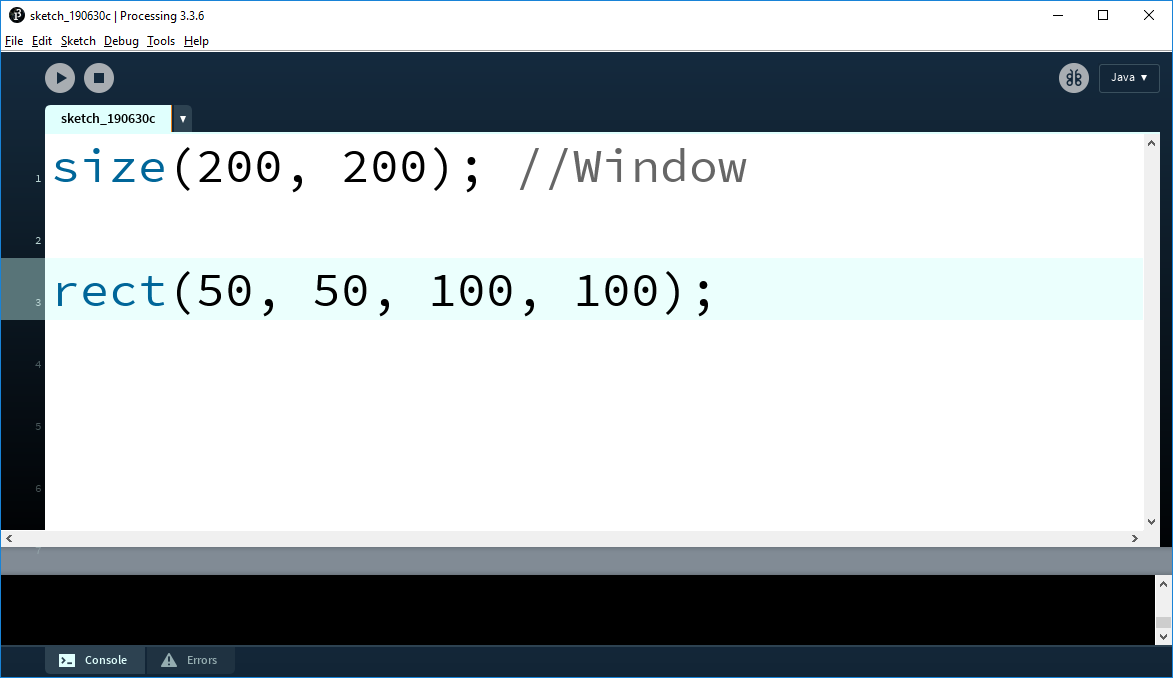 sketch_190630c | Processing 3.3.6
File Edit Sketch Debug Tools Help
Java ▾
sketch_190630c ▾
1 size(200, 200); //Window
2
3 rect(50, 50, 100, 100);
4
5
6
7
Console Errors